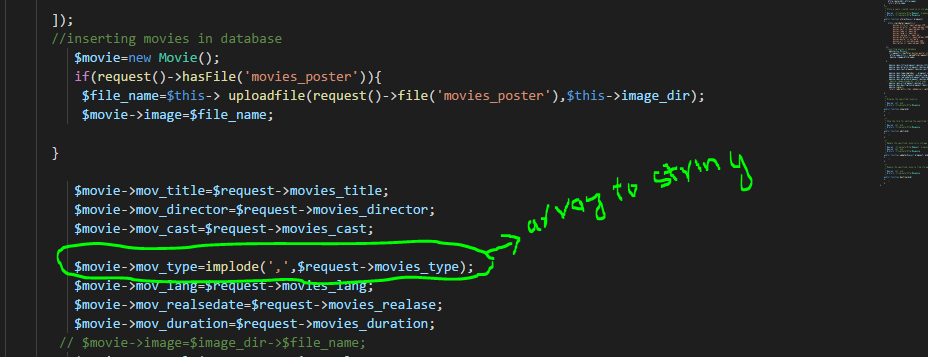 ]);
//inserting movies in database
$movie=new Movie();
if(request()->hasFile('movies_poster')){
$file_name=$this-> uploadfile(request()->file('movies_poster'),$this->image_dir);
$movie->image=$file_name;
}
$movie->mov_title=$request->movies_title;
$movie->mov_director=$request->movies_director;
$movie->mov_cast=$request->movies_cast;
$movie->mov_type=implode(',',$request->movies_type);
array to string
$movie->mov_lang=$request->movies_lang;
$movie->mov_realsedate=$request->movies_realase;
$movie->mov_duration=$request->movies_duration;
// $movie->image=$image_dir->$file_name;